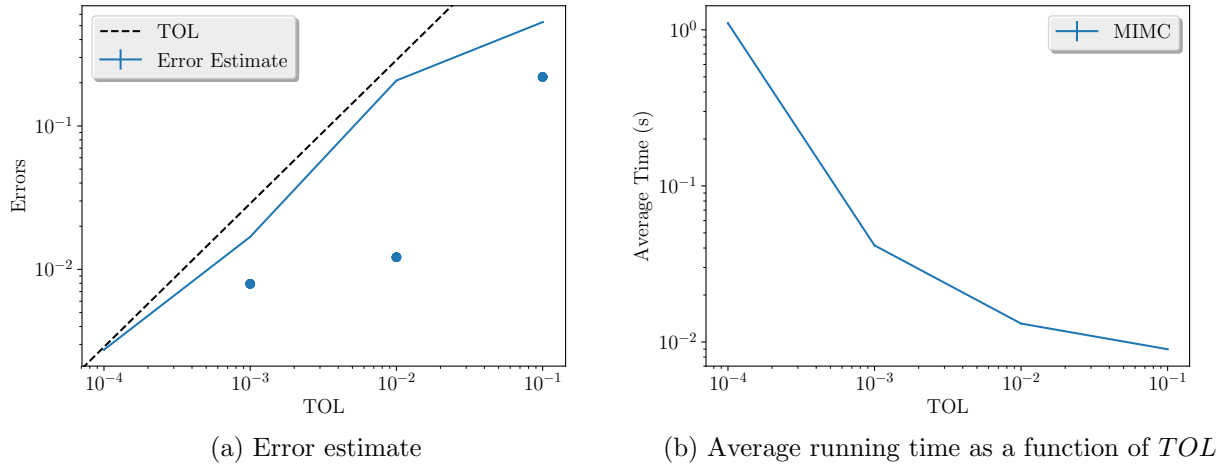 TOL
Error Estimate
10⁻¹
10⁻²
Errors
10⁻⁴
10⁻³
10⁻²
10⁻¹
TOL
(a) Error estimate
MIMC
10⁰
10⁻¹
10⁻²
Average Time (s)
10⁻⁴
10⁻³
10⁻²
10⁻¹
TOL
(b) Average running time as a function of TOL